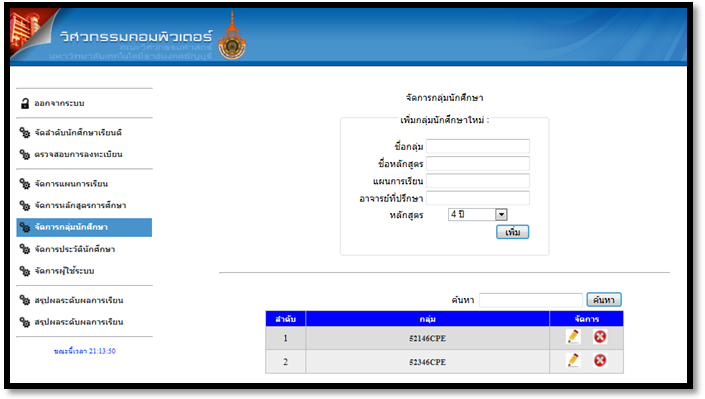 วิศวกรรมคอมพิวเตอร์
คณะวิศวกรรมศาสตร์
มหาวิทยาลัยเทคโนโลยีราชมงคลธัญบุรี
ออกจากระบบ
จัดลำดับนักศึกษาเรียนดี
ตรวจสอบการลงทะเบียน
จัดการแผนการเรียน
จัดการหลักสูตรการศึกษา
จัดการกลุ่มนักศึกษา
จัดการประวัตินักศึกษา
จัดการผู้ใช้ระบบ
สรุปผลระดับผลการเรียน
สรุปผลระดับผลการเรียน
ขณะนี้เวลา 21:13:50
จัดการกลุ่มนักศึกษา
เพิ่มกลุ่มนักศึกษาใหม่ :
ชื่อกลุ่ม
ชื่อหลักสูตร
แผนการเรียน
อาจารย์ที่ปรึกษา
หลักสูตร 4 ปี
เพิ่ม
ค้นหา ค้นหา
ลำดับ กลุ่ม จัดการ
1 52146CPE
2 52346CPE